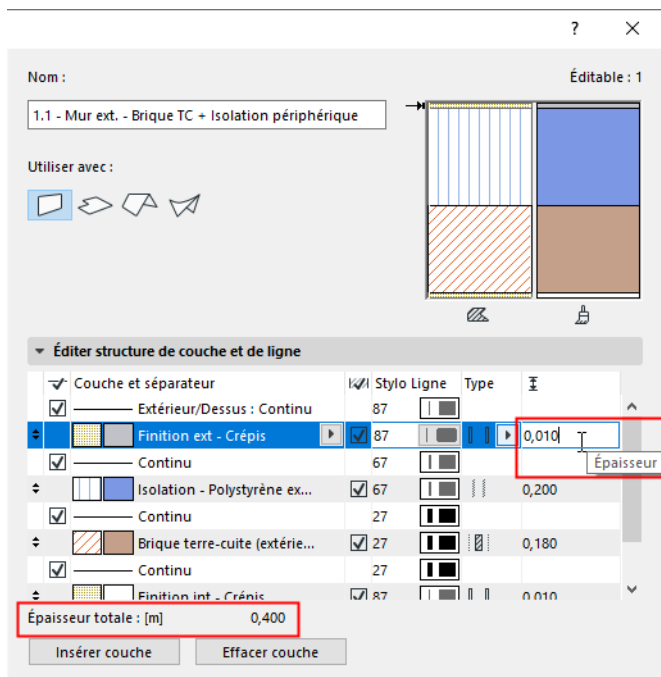 ?
Nom :
Éditable : 1
1.1 - Mur ext. - Brique TC + Isolation périphérique
Utiliser avec :
Éditer structure de couche et de ligne
Couche et séparateur Stylo Ligne Type
Extérieur/Dessus : Continu 87
Finition ext - Crépis 87 0,010
Continu 67
Épaisseur
Isolation - Polystyrène ex... 67 0,200
Continu 27
Brique terre-cuite (extérie... 27 0,180
Continu 27
Finition int - Crépis 87 0,010
Épaisseur totale : [m] 0,400
Insérer couche Effacer couche